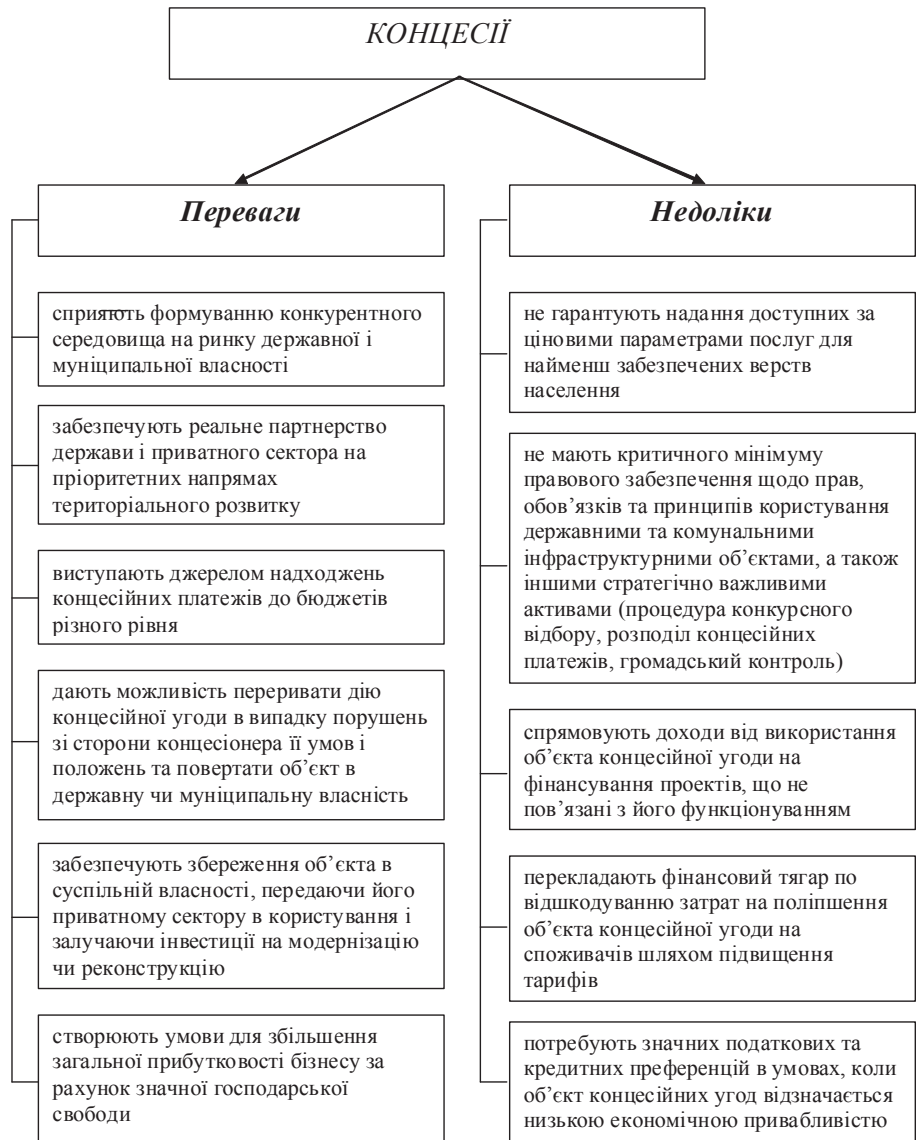 КОНЦЕСІЇ
Переваги
сприяють формуванню конкурентного
середовища на ринку державної і
муніципальної власності
забезпечують реальне партнерство
держави і приватного сектора на
пріоритетних напрямах
територіального розвитку
виступають джерелом надходжень
концесійних платежів до бюджетів
різного рівня
дають можливість переривати дію
концесійної угоди в випадку порушень
зі сторони концесіонера її умов і
положень та повертати об’єкт в
державну чи муніципальну власність
забезпечують збереження об’єкта в
суспільній власності, передаючи його
приватному сектору в користування і
залучаючи інвестиції на модернізацію
чи реконструкцію
створюють умови для збільшення
загальної прибутковості бізнесу за
рахунок значної господарської
свободи
Недоліки
не гарантують надання доступних за
ціновими параметрами послуг для
найменш забезпечених верств
населення
не мають критичного мінімуму
правового забезпечення щодо прав,
обов’язків та принципів користування
державними та комунальними
інфраструктурними об’єктами, а також
іншими стратегічно важливими
активами (процедура конкурсного
відбору, розподіл концесійних
платежів, громадський контроль)
спрямовують доходи від використання
об’єкта концесійної угоди на
фінансування проектів, що не
пов’язані з його функціонуванням
перекладають фінансовий тягар по
відшкодуванню затрат на поліпшення
об’єкта концесійної угоди на
споживачів шляхом підвищення
тарифів
потребують значних податкових та
кредитних преференцій в умовах, коли
об’єкт концесійних угод відзначається
низькою економічною привабливістю